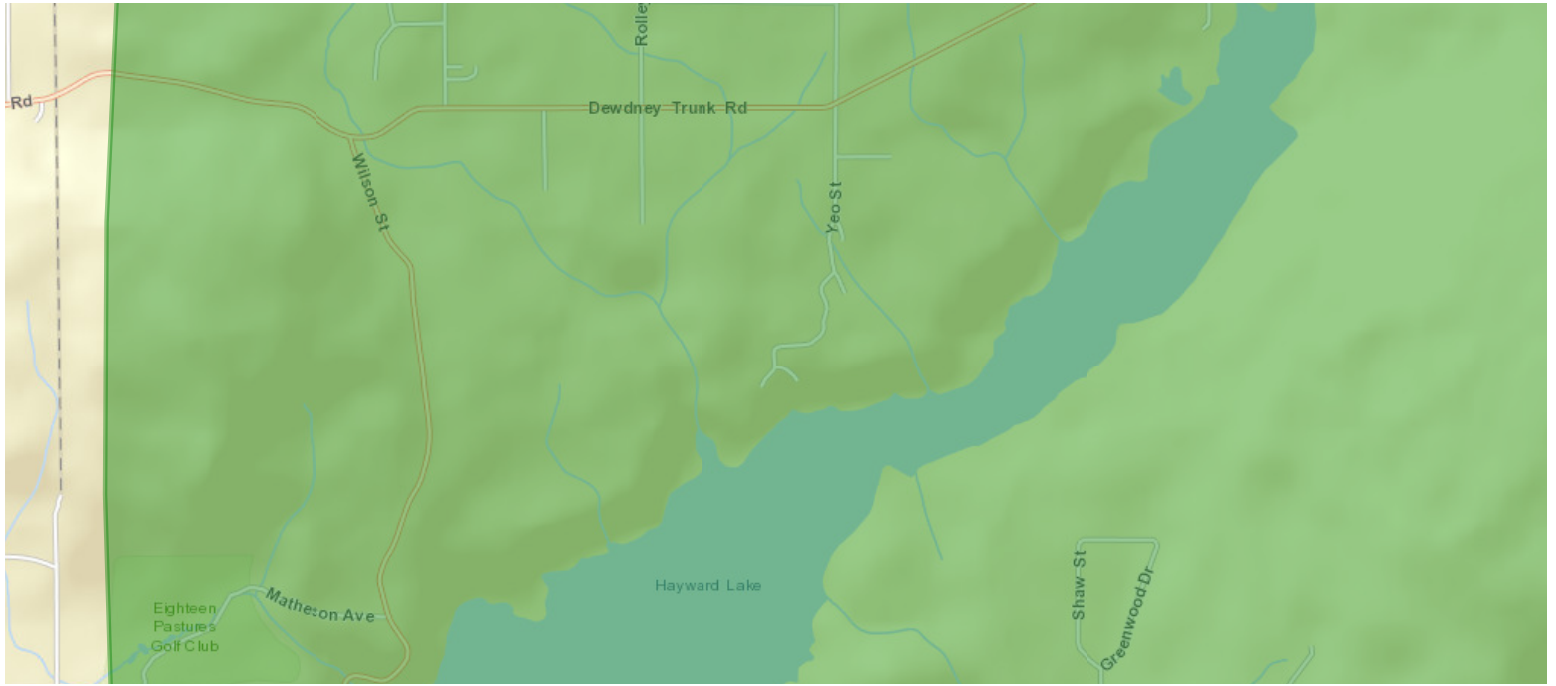 Rolley
Rd
Dewdney Trunk Rd
Wilson St
Yeo St
Hayward Lake
Shaw St
Greenwood Dr
Matheson Ave
Eighteen
Pastures
Golf Club